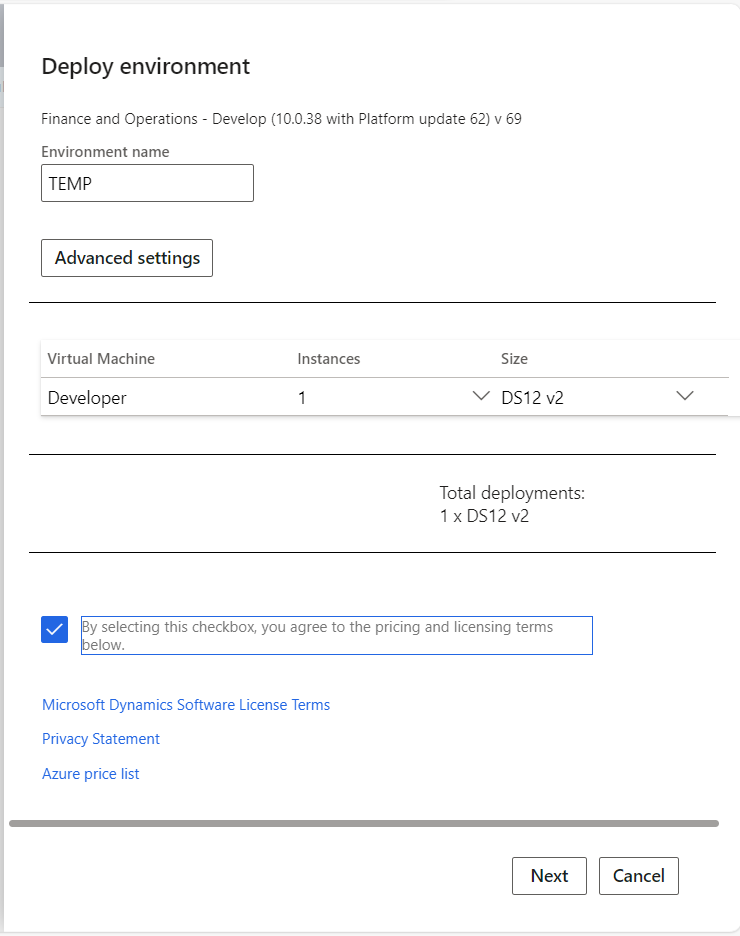 Deploy environment
Finance and Operations - Develop (10.0.38 with Platform update 62) v 69
Environment name
TEMP
Advanced settings
Virtual Machine Instances Size
Developer 1 DS12 v2
Total deployments:
1 x DS12 v2
By selecting this checkbox, you agree to the pricing and licensing terms
below.
Microsoft Dynamics Software License Terms
Privacy Statement
Azure price list
Next Cancel